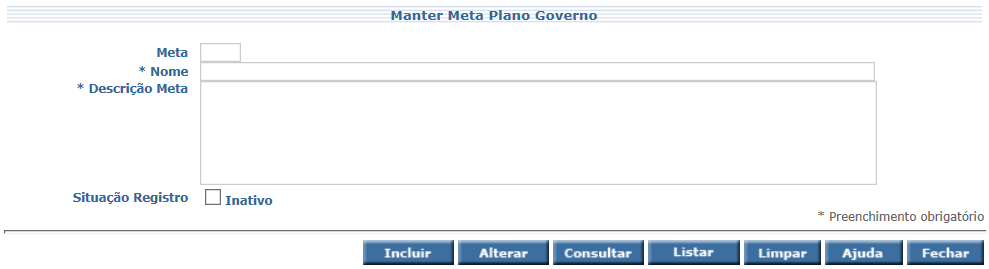 Manter Meta Plano Governo
Meta
* Nome
* Descrição Meta
Situação Registro Inativo
* Preenchimento obrigatório
Incluir Alterar Consultar Listar Limpar Ajuda Fechar